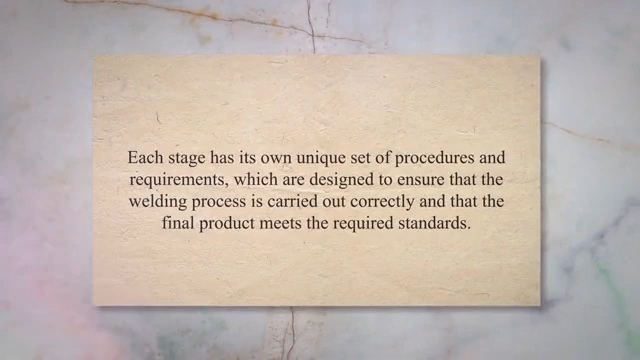 Each stage has its own unique set of procedures and
requirements, which are designed to ensure that the
welding process is carried out correctly and that the
final product meets the required standards.